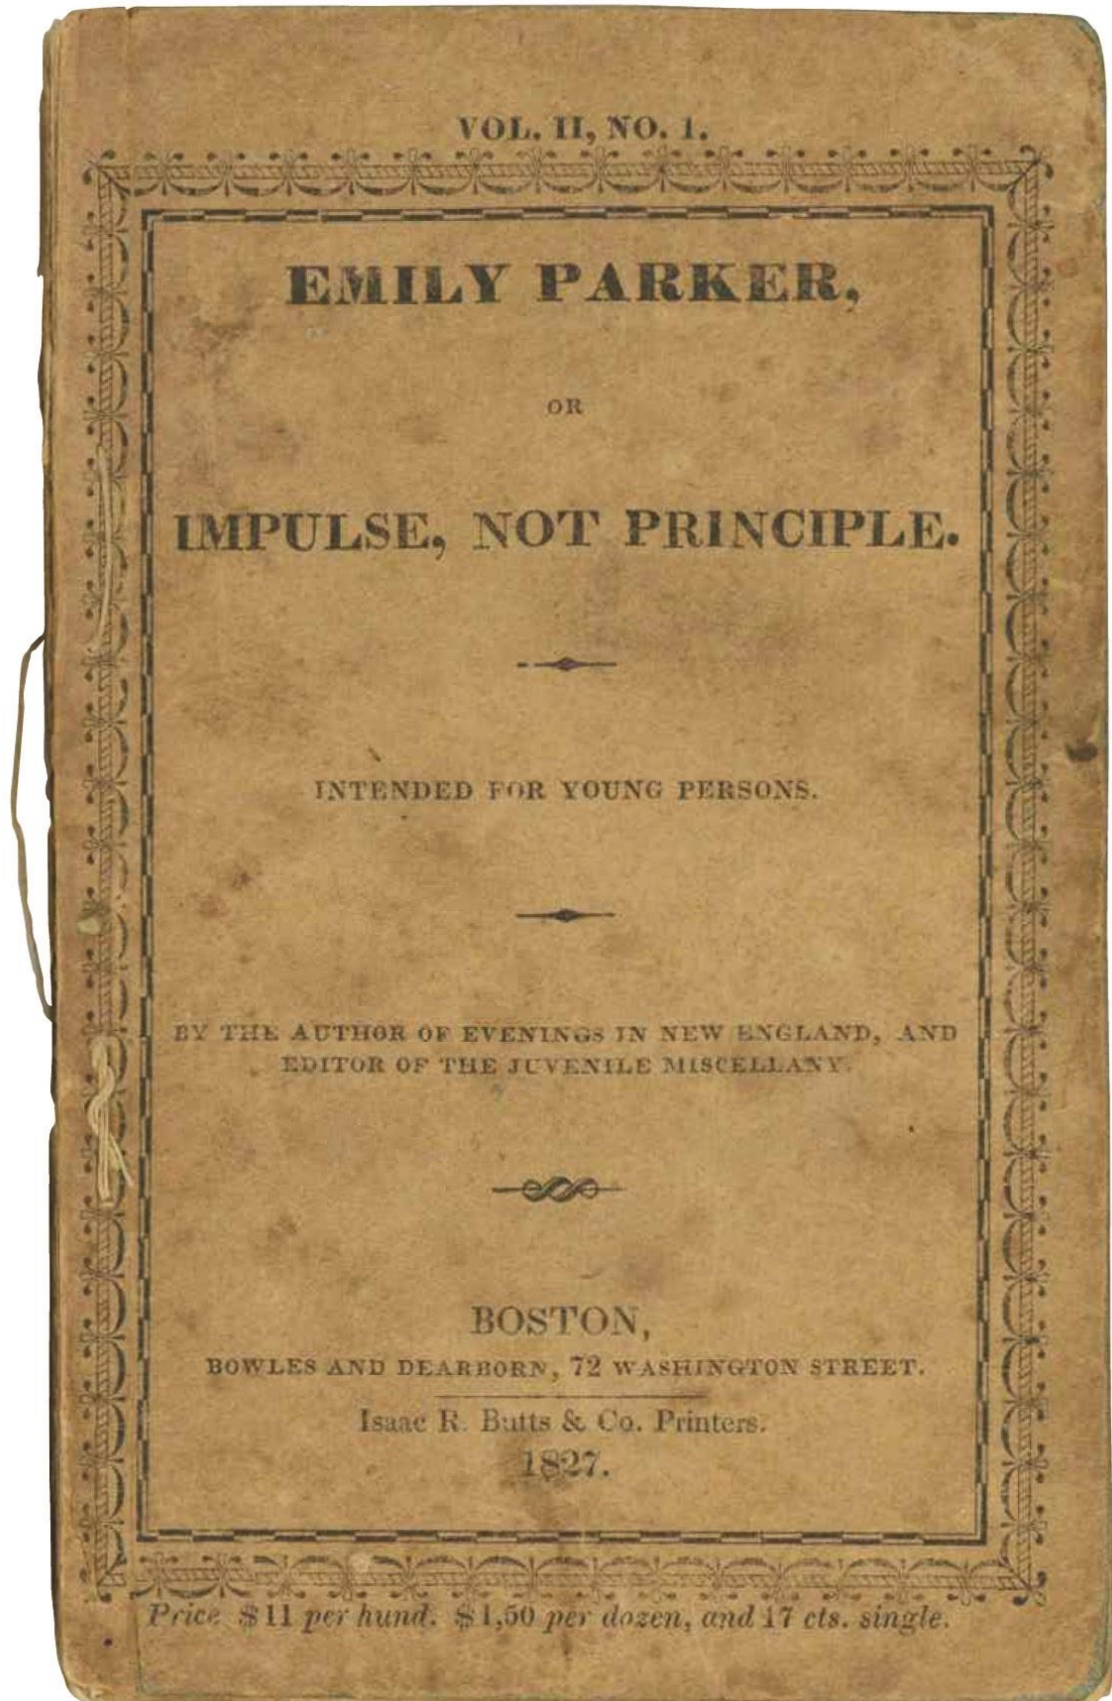 VOL. II, NO. 1.
EMILY PARKER,
OR
IMPULSE, NOT PRINCIPLE.
INTENDED FOR YOUNG PERSONS.
BY THE AUTHOR OF EVENINGS IN NEW ENGLAND, AND
EDITOR OF THE JUVENILE MISCELLANY.
BOSTON,
BOWLES AND DEARBORN, 72 WASHINGTON STREET.
Isaac R. Butts & Co. Printers.
1827.
Price $11 per hund. $1,50 per dozen, and 17 cts. single.